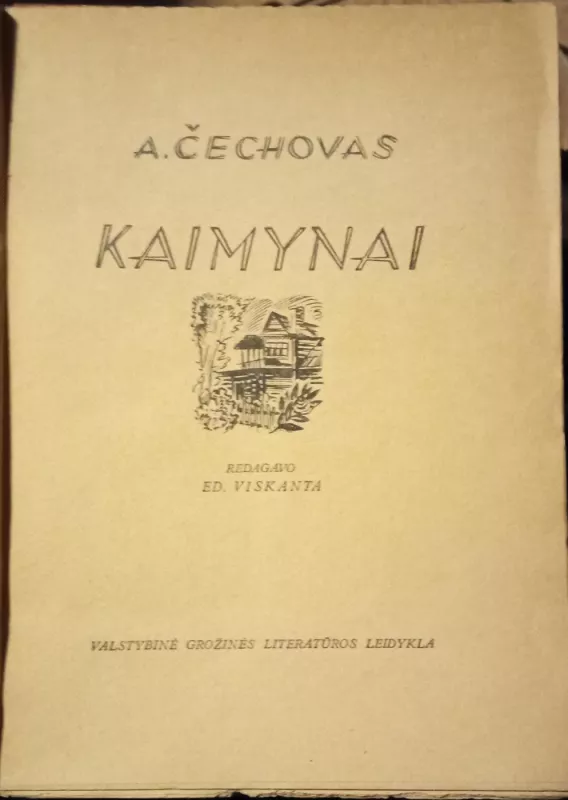 A. ČECHOVAS
KAIMYNAI
REDAGAVO
ED. VISKANTA
VALSTYBINĖ GROŽINĖS LITERATŪROS LEIDYKLA